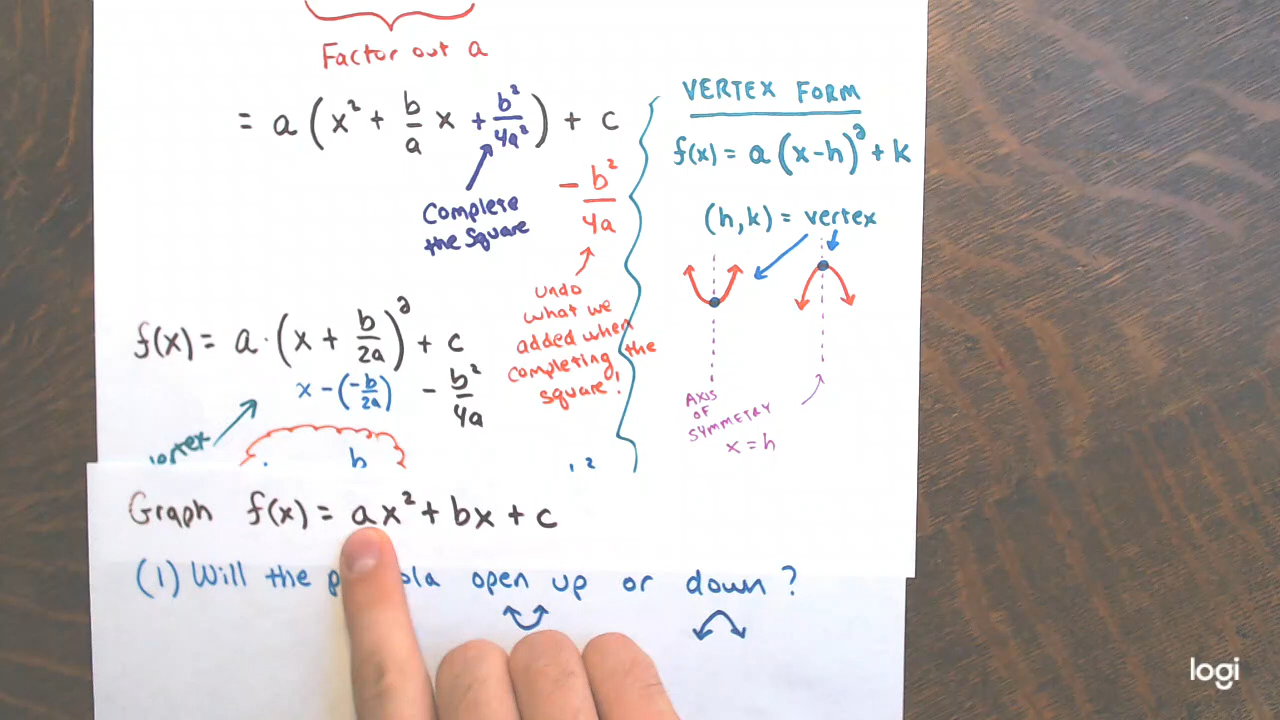 Factor out a
= a(x² + b/a x + b²/4a²) + c
Complete
the Square
- b²/4a
Undo
what we
added when
completing the
square!
f(x) = a·(x + b/2a)² + c
x - (-b/2a) - b²/4a
b
VERTEX FORM
f(x) = a(x-h)² + k
(h,k) = vertex
AXIS
OF
SYMMETRY
x = h
Graph f(x) = ax² + bx + c
(1) Will the open up or down?
logi